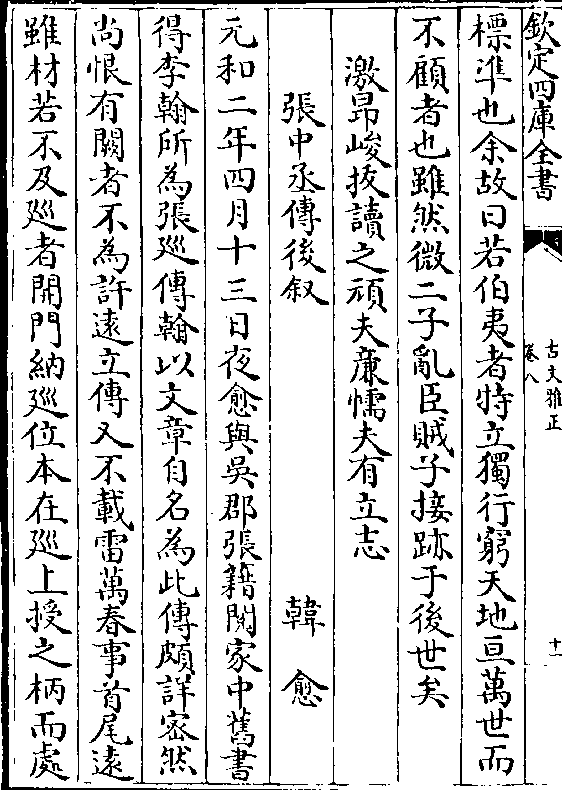 欽定四庫全書
古文雅正
卷八
十一
標準也余故曰若伯夷者特立獨行窮天地亘萬世而
不顧者也雖然微二子亂臣賊子接跡于後世矣
激昻峻拔讀之頑夫廉懦夫有立志
張中丞傳後叙
韓愈
元和二年四月十三日夜愈與吳郡張籍閱家中舊書
得李翰所為張廵傳翰以文章自名為此傳頗詳密然
尚恨有闕者不為許遠立傳又不載雷萬春事首尾遠
雖材若不及廵者開門納廵位本在廵上授之柄而處